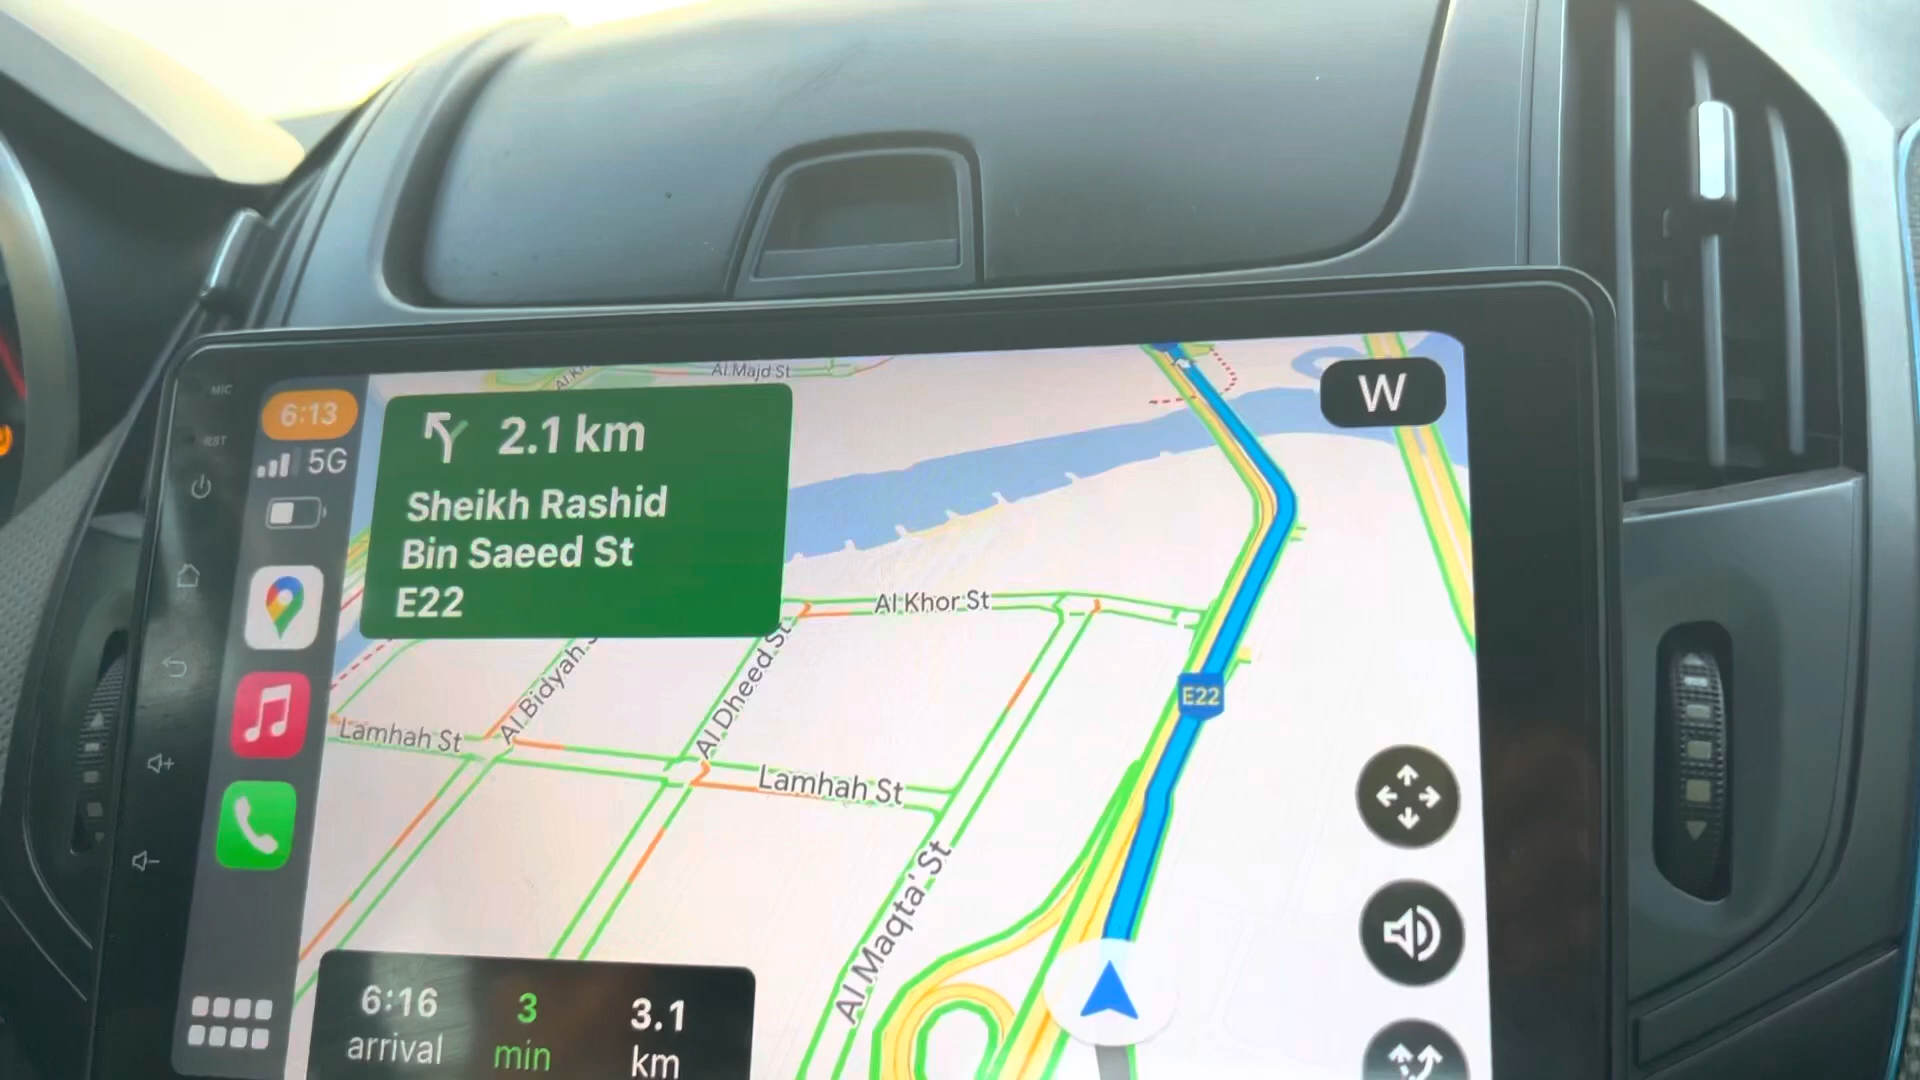 MIC
RST
6:13
5G
2.1 km
Sheikh Rashid
Bin Saeed St
E22
W
Al Majd St
Al Khor St
Al Bidyah
Al Dheed St
Lamhah St
Lamhah St
E22
Al Maqta' St
6:16
arrival
3
min
3.1
km